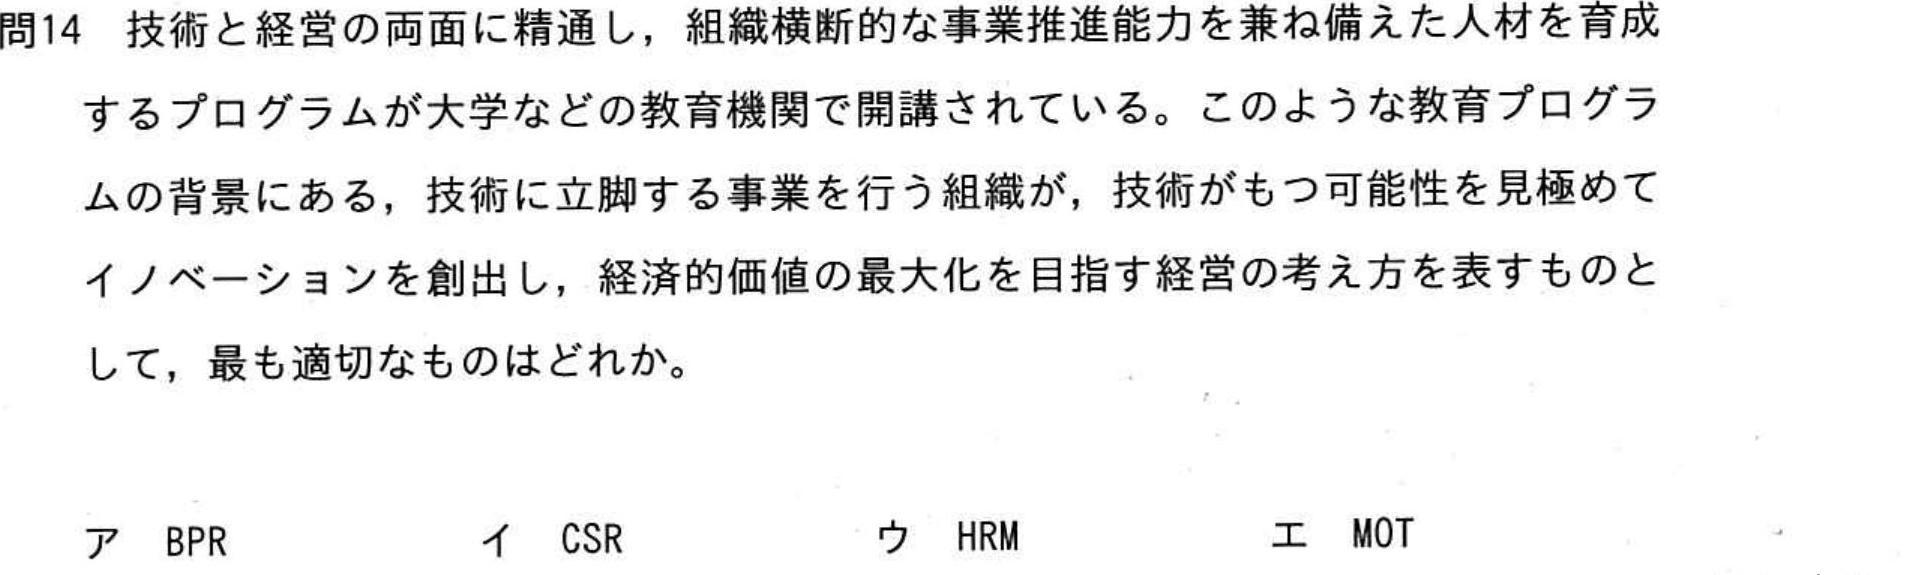 問14 技術と経営の両面に精通し，組織横断的な事業推進能力を兼ね備えた人材を育成
するプログラムが大学などの教育機関で開講されている。このような教育プログラ
ムの背景にある，技術に立脚する事業を行う組織が，技術がもつ可能性を見極めて
イノベーションを創出し，経済的価値の最大化を目指す経営の考え方を表すものと
して，最も適切なものはどれか。
ア BPR イ CSR ウ HRM エ MOT